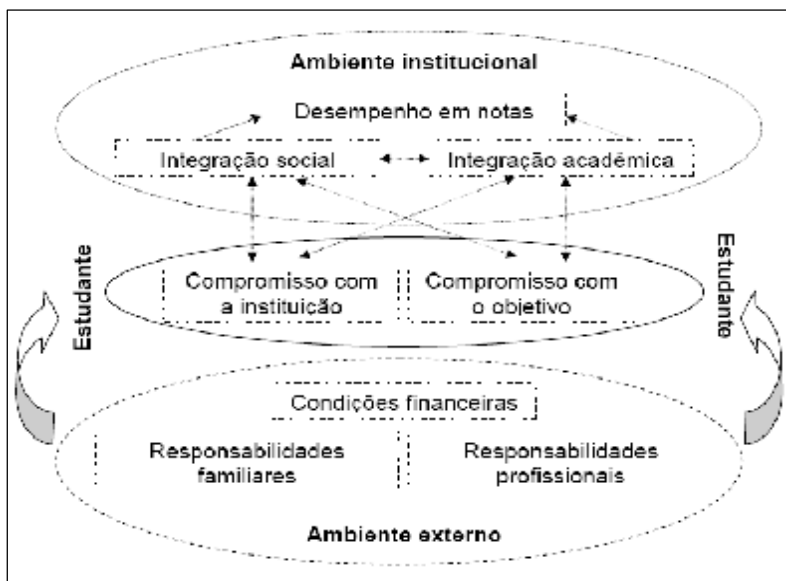 Ambiente institucional
Desempenho em notas
Integração social
Integração acadêmica
Estudante
Estudante
Compromisso com
a instituição
Compromisso com
o objetivo
Condições financeiras
Responsabilidades
familiares
Responsabilidades
profissionais
Ambiente externo